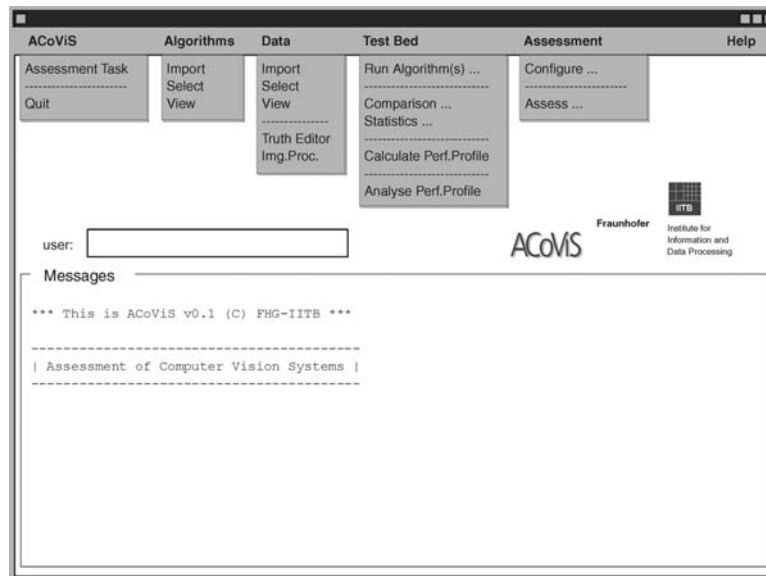 ACoViS Algorithms Data Test Bed Assessment Help
Assessment Task
-----------------------
Quit
Import
Select
View
Import
Select
View
---------------
Truth Editor
Img.Proc.
Run Algorithm(s) ...
----------------------------
Comparison ...
Statistics ...
----------------------------
Calculate Perf.Profile
----------------------------
Analyse Perf.Profile
Configure ...
-----------------------
Assess ...
user:
ACoViS
Fraunhofer
IITB
Institute for
Information and
Data Processing
Messages
*** This is ACoViS v0.1 (C) FHG-IITB ***
-----------------------------------------
| Assessment of Computer Vision Systems |
-----------------------------------------